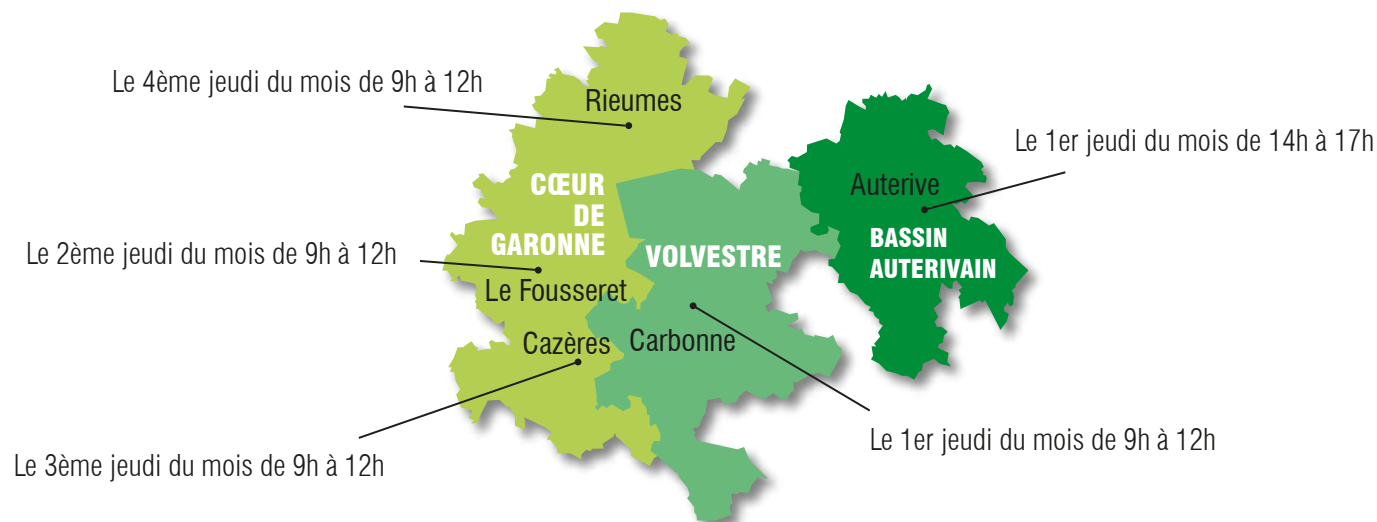 Le 4ème jeudi du mois de 9h à 12h
Rieumes
Le 1er jeudi du mois de 14h à 17h
Auterive
CŒUR
DE
GARONNE
VOLVESTRE
BASSIN
AUTERIVAIN
Le 2ème jeudi du mois de 9h à 12h
Le Fousseret
Cazères
Carbonne
Le 1er jeudi du mois de 9h à 12h
Le 3ème jeudi du mois de 9h à 12h